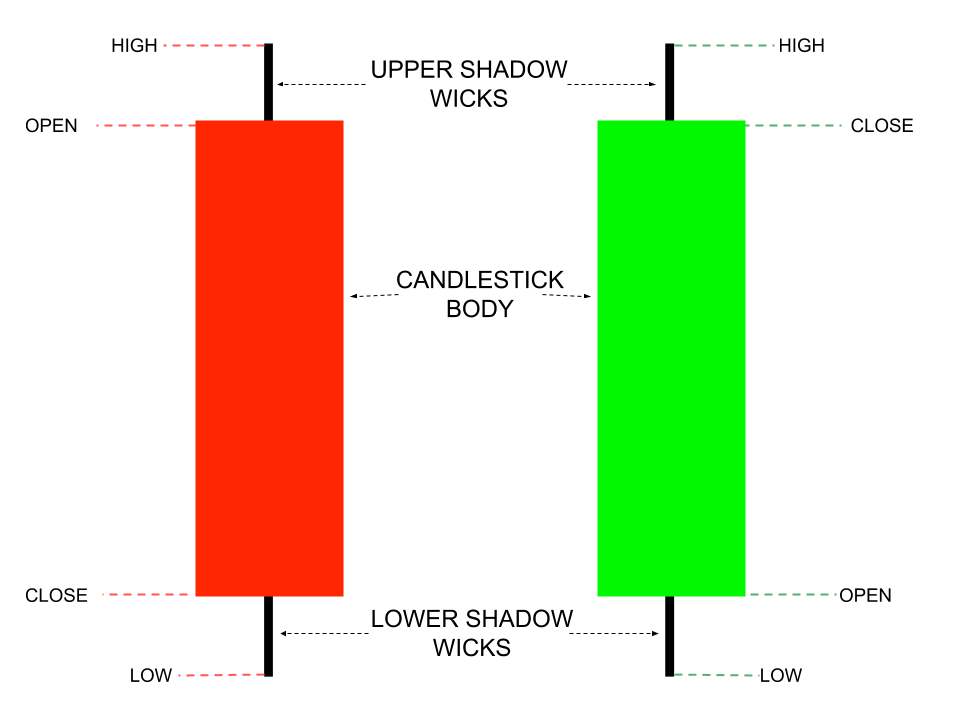 HIGH
HIGH
UPPER SHADOW
WICKS
OPEN
CLOSE
CANDLESTICK
BODY
CLOSE
OPEN
LOWER SHADOW
WICKS
LOW
LOW